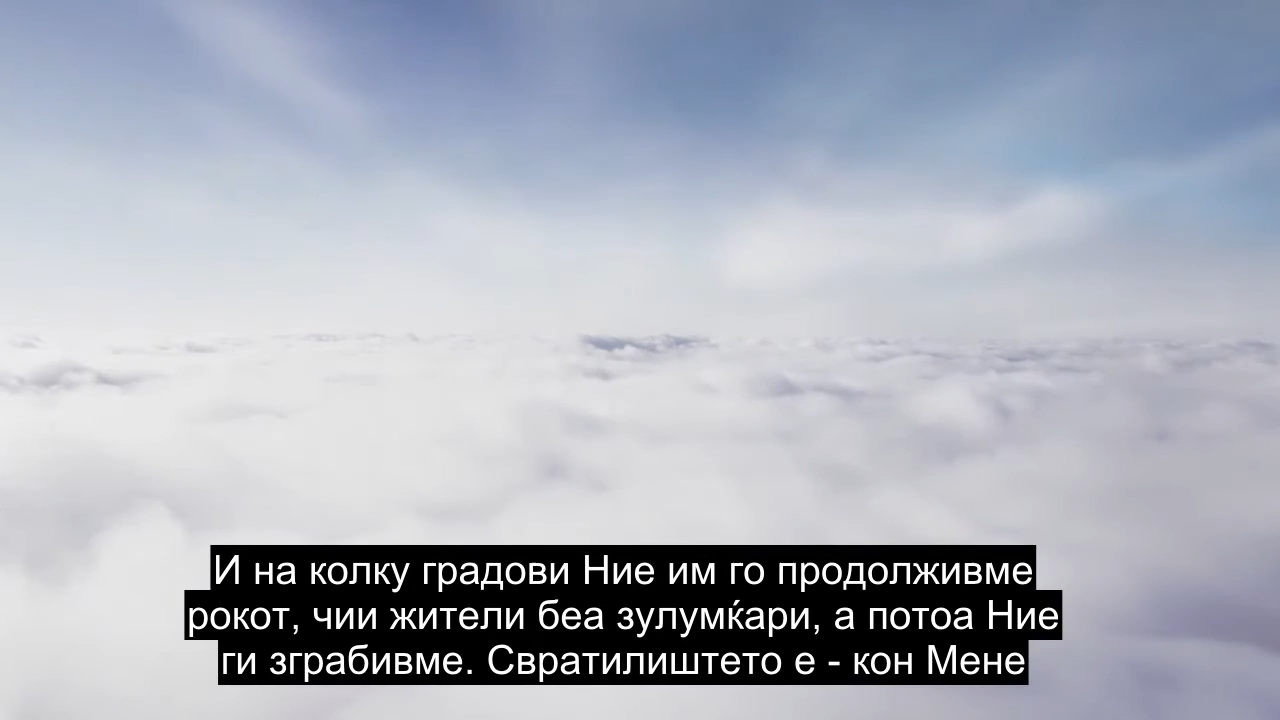 И на колку градови Ние им го продолживме
рокот, чии жители беа зулумќари, а потоа Ние
ги зграбивме. Свратилиштето е - кон Мене